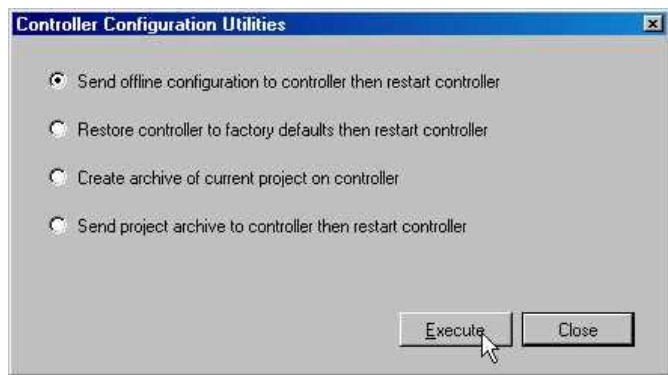 Controller Configuration Utilities
Send offline configuration to controller then restart controller
Restore controller to factory defaults then restart controller
Create archive of current project on controller
Send project archive to controller then restart controller
Execute Close